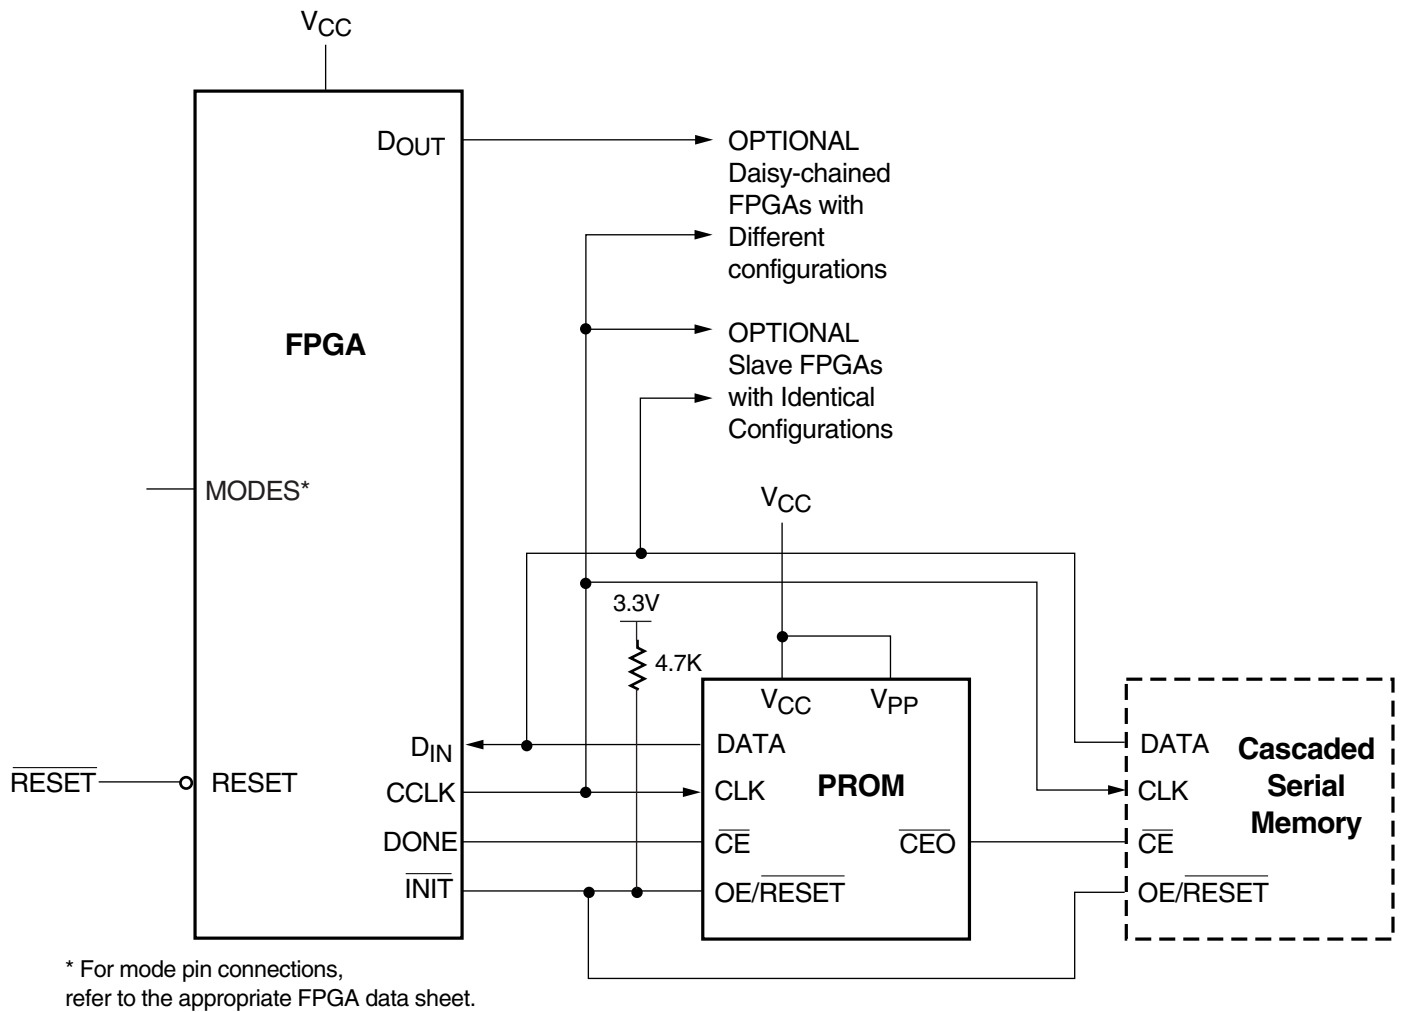 VCC
DOUT
OPTIONAL
Daisy-chained
FPGAs with
Different
configurations
FPGA
OPTIONAL
Slave FPGAs
with Identical
Configurations
MODES*
VCC
3.3V
4.7K
VCC
VPP
DIN
DATA
DATA
Cascaded
Serial
Memory
RESET
RESET
CCLK
CLK
PROM
CLK
DONE
CE
CEO
CE
INIT
OE/RESET
OE/RESET
* For mode pin connections,
refer to the appropriate FPGA data sheet.